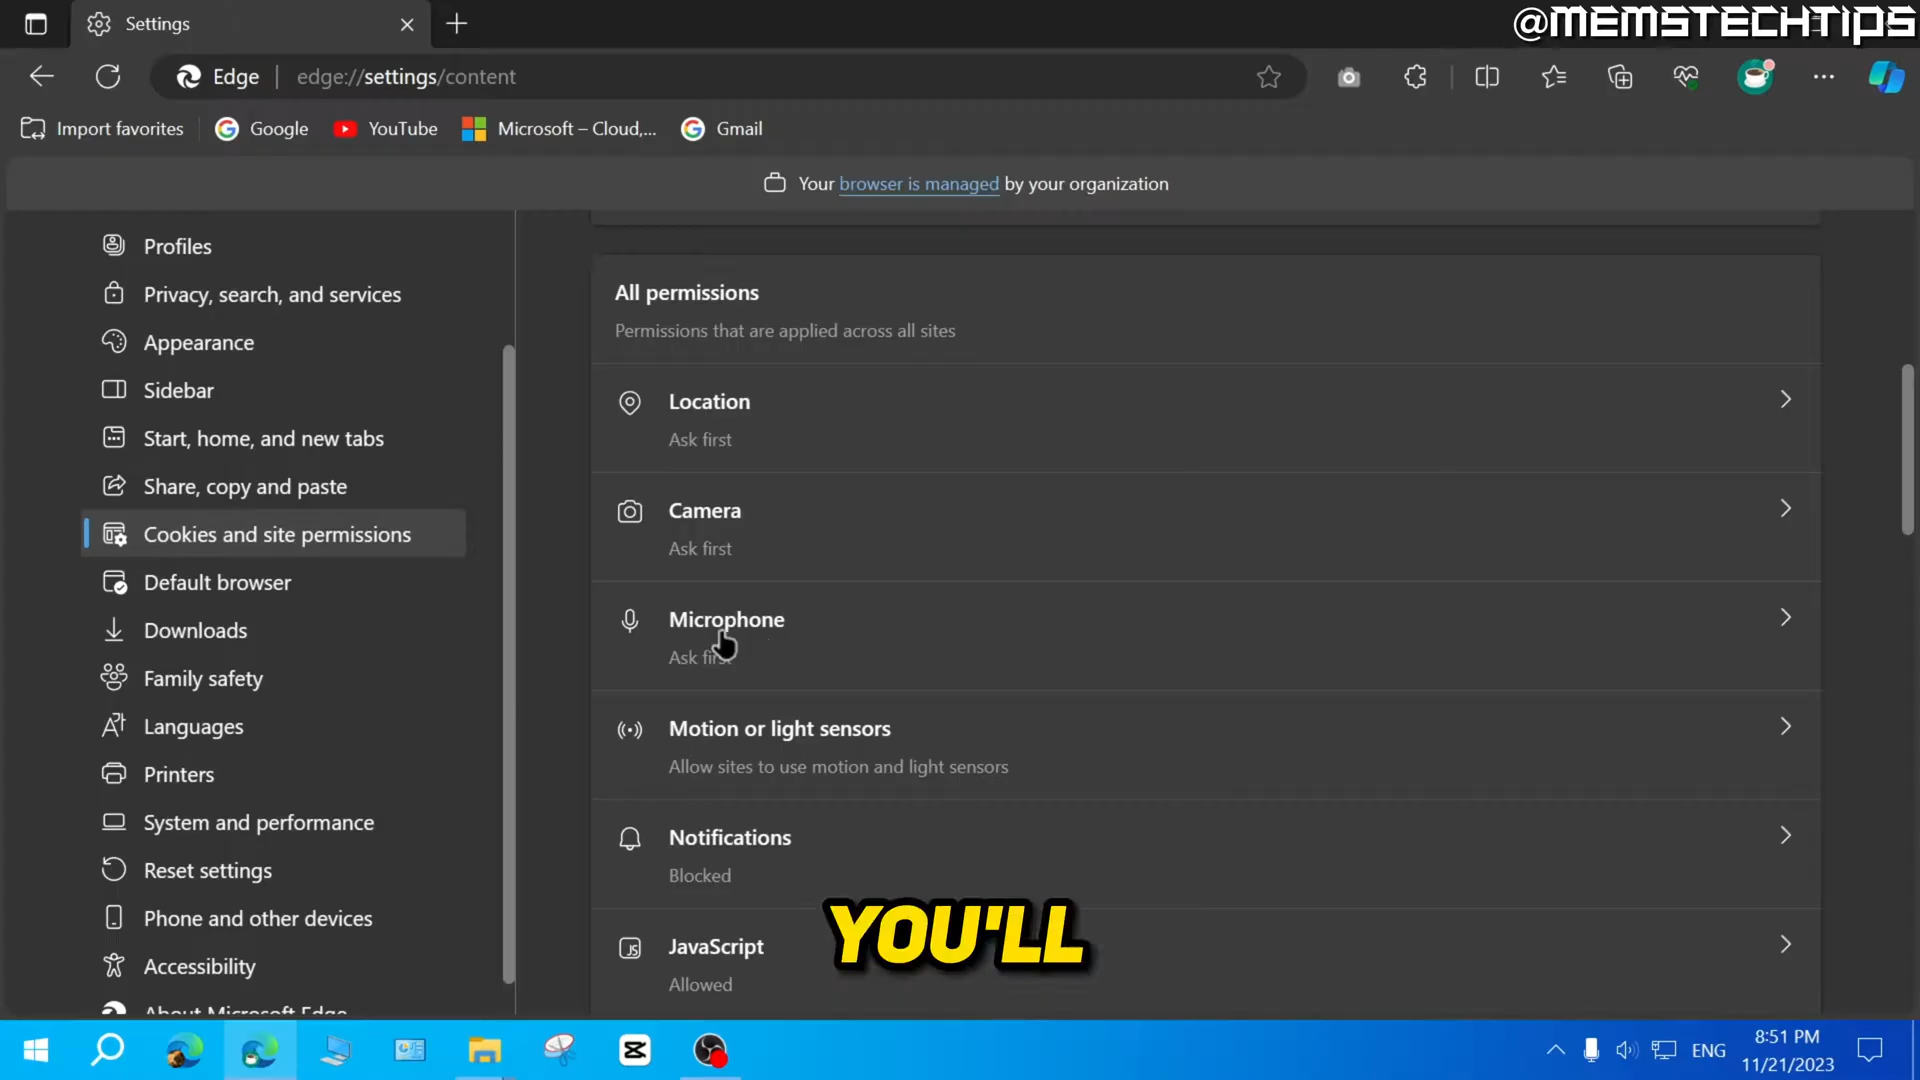 Settings
@MEMSTECHTIPS
Edge
edge://settings/content
Import favorites
Google
YouTube
Microsoft – Cloud,...
Gmail
Your browser is managed by your organization
Profiles
Privacy, search, and services
Appearance
Sidebar
Start, home, and new tabs
Share, copy and paste
Cookies and site permissions
Default browser
Downloads
Family safety
Languages
Printers
System and performance
Reset settings
Phone and other devices
Accessibility
About Microsoft Edge
All permissions
Permissions that are applied across all sites
Location
Ask first
Camera
Ask first
Microphone
Ask first
Motion or light sensors
Allow sites to use motion and light sensors
Notifications
Blocked
JavaScript
Allowed
YOU'LL
ENG
8:51 PM
11/21/2023